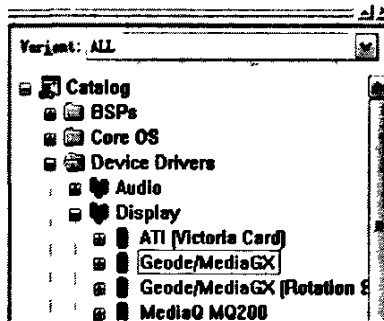 Variant: ALL
Catalog
BSPs
Core OS
Device Drivers
Audio
Display
ATI (Victoria Card)
Geode/MediaGX
Geode/MediaGX (Rotation
MediaQ MQ200